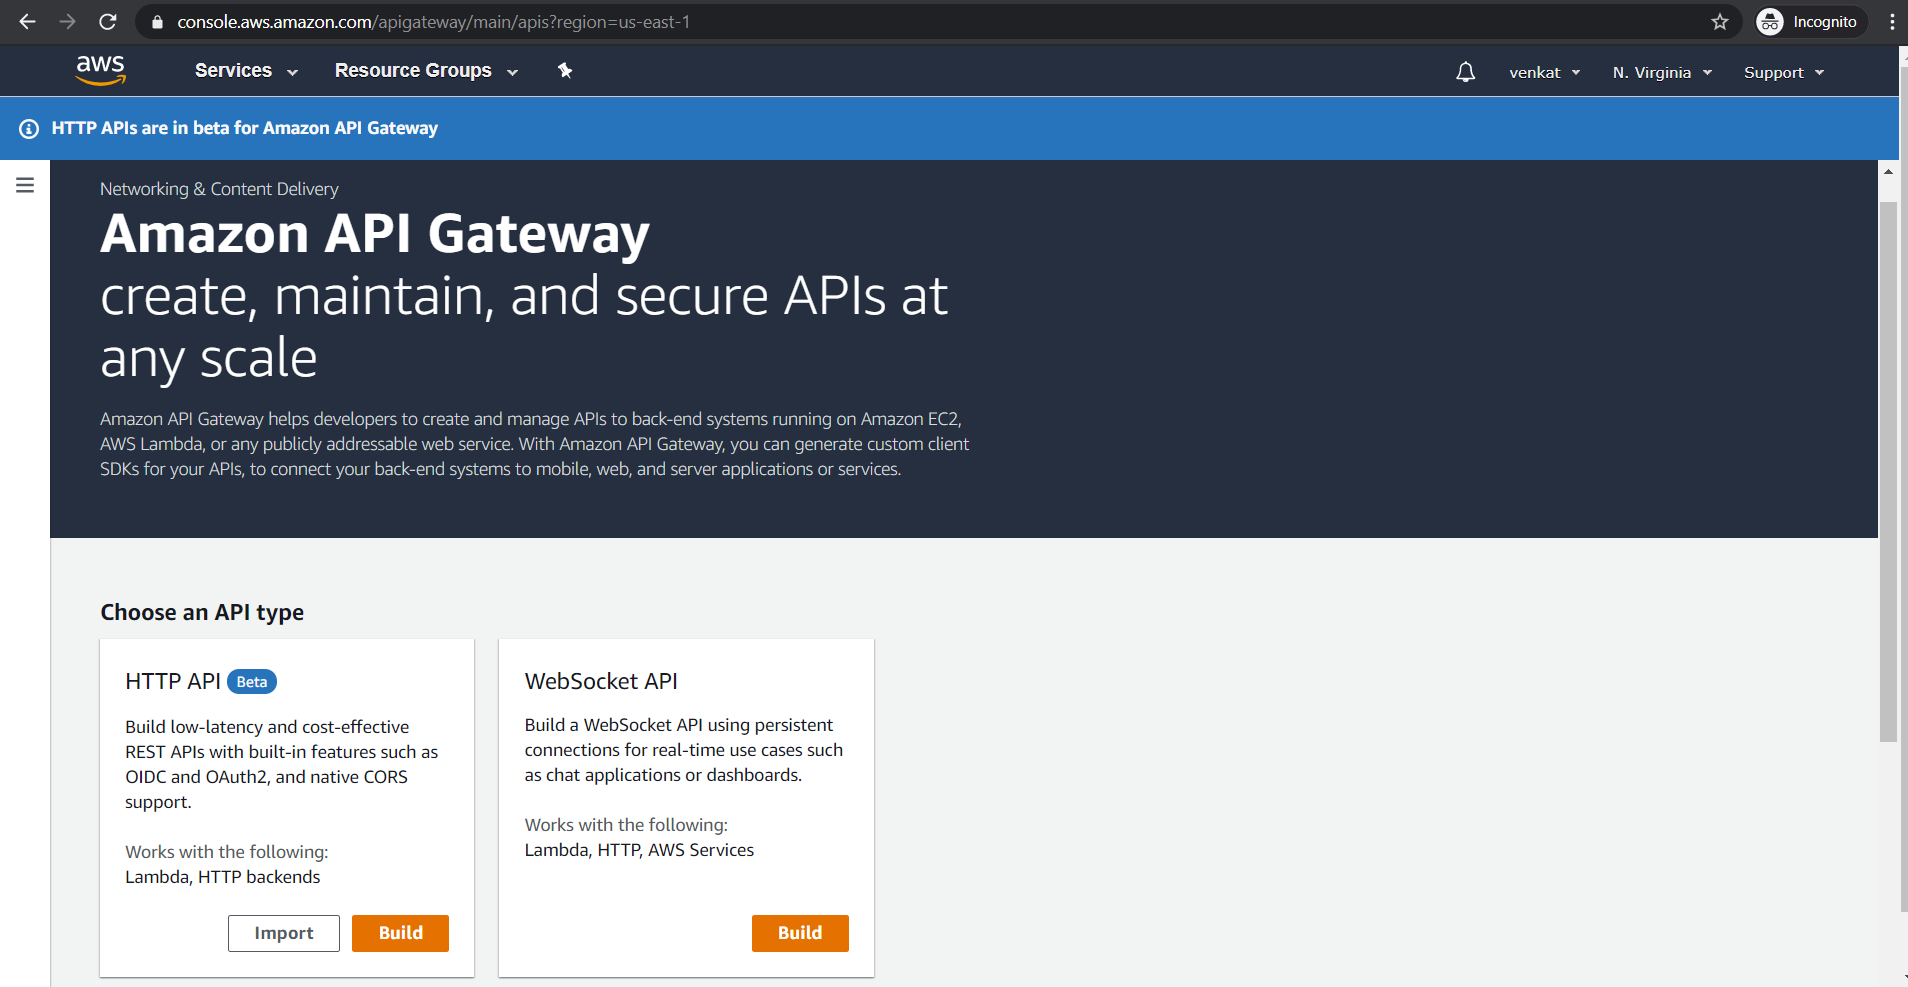 console.aws.amazon.com/apigateway/main/apis?region=us-east-1
Incognito
aws
Services
Resource Groups
venkat
N. Virginia
Support
HTTP APIs are in beta for Amazon API Gateway
Networking & Content Delivery
Amazon API Gateway
create, maintain, and secure APIs at
any scale
Amazon API Gateway helps developers to create and manage APIs to back-end systems running on Amazon EC2,
AWS Lambda, or any publicly addressable web service. With Amazon API Gateway, you can generate custom client
SDKs for your APIs, to connect your back-end systems to mobile, web, and server applications or services.
Choose an API type
HTTP API Beta
Build low-latency and cost-effective
REST APIs with built-in features such as
OIDC and OAuth2, and native CORS
support.
Works with the following:
Lambda, HTTP backends
Import
Build
WebSocket API
Build a WebSocket API using persistent
connections for real-time use cases such
as chat applications or dashboards.
Works with the following:
Lambda, HTTP, AWS Services
Build